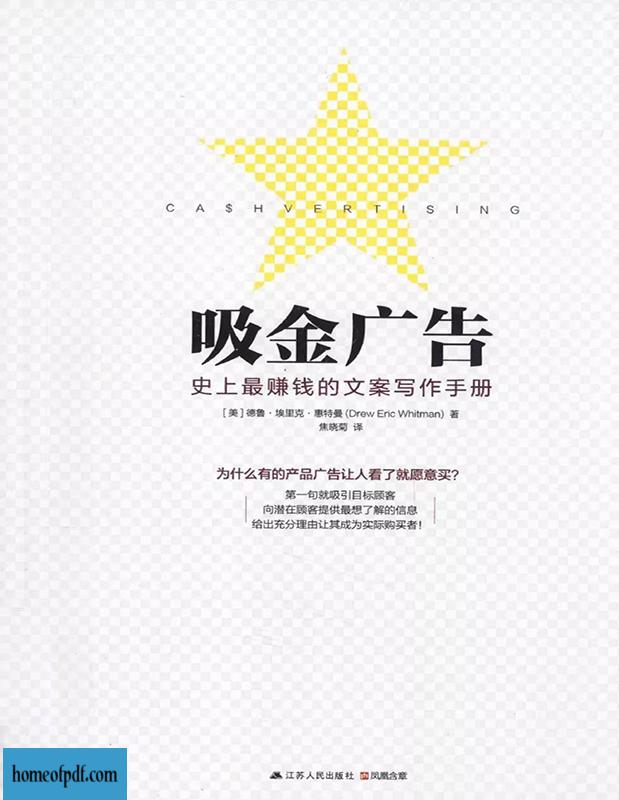 CA$HVERTISING
吸金广告
史上最赚钱的文案写作手册
［美］德鲁·埃里克·惠特曼（Drew Eric Whitman）著
焦晓菊 译
为什么有的产品广告让人看了就愿意买？
第一句就吸引目标顾客
向潜在顾客提供最想了解的信息
给出充分理由让其成为实际购买者！
江苏人民出版社 凤凰含章
homeofpdf.com